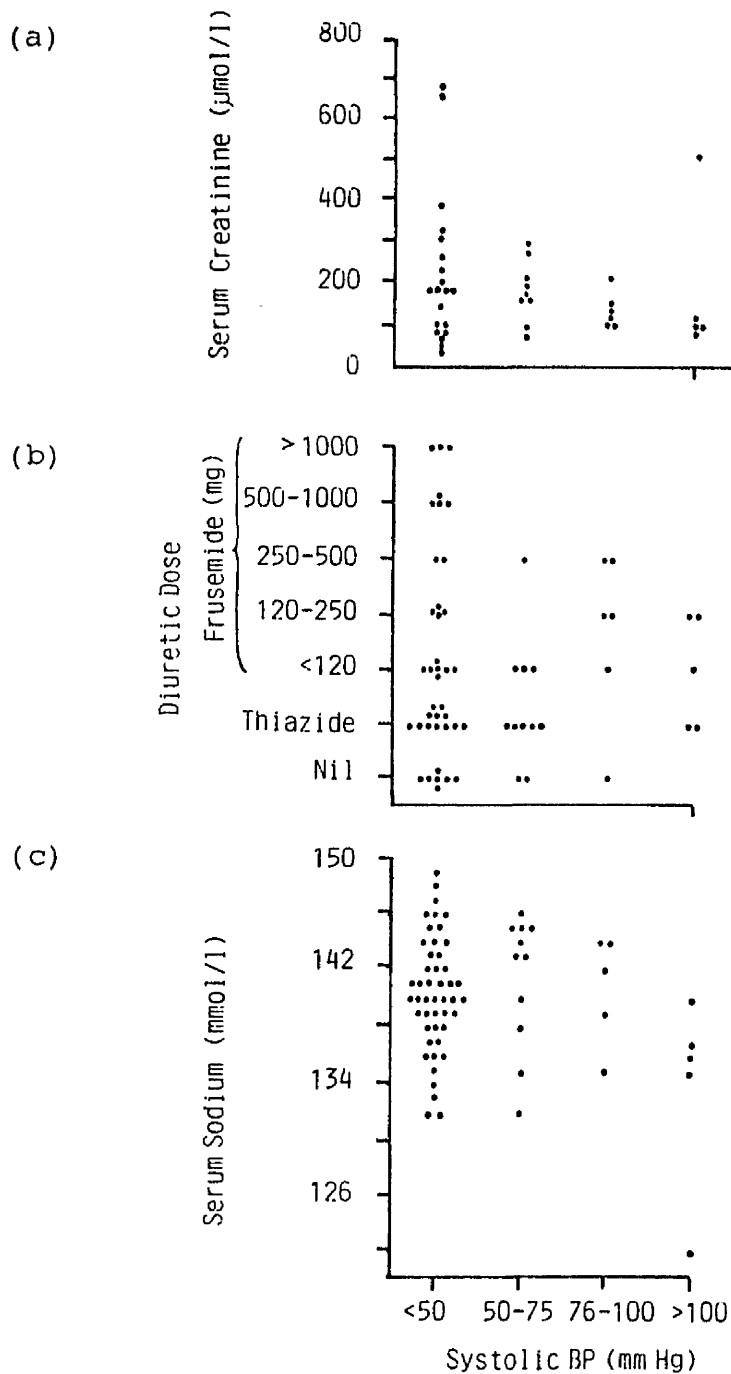 (a)
Serum Creatinine (µmol/l)
800
600
400
200
0
(b)
Diuretic Dose
Frusemide (mg)
> 1000
500-1000
250-500
120-250
<120
Thiazide
Nil
(c)
Serum Sodium (mmol/l)
150
142
134
126
<50 50-75 76-100 >100
Systolic BP (mm Hg)